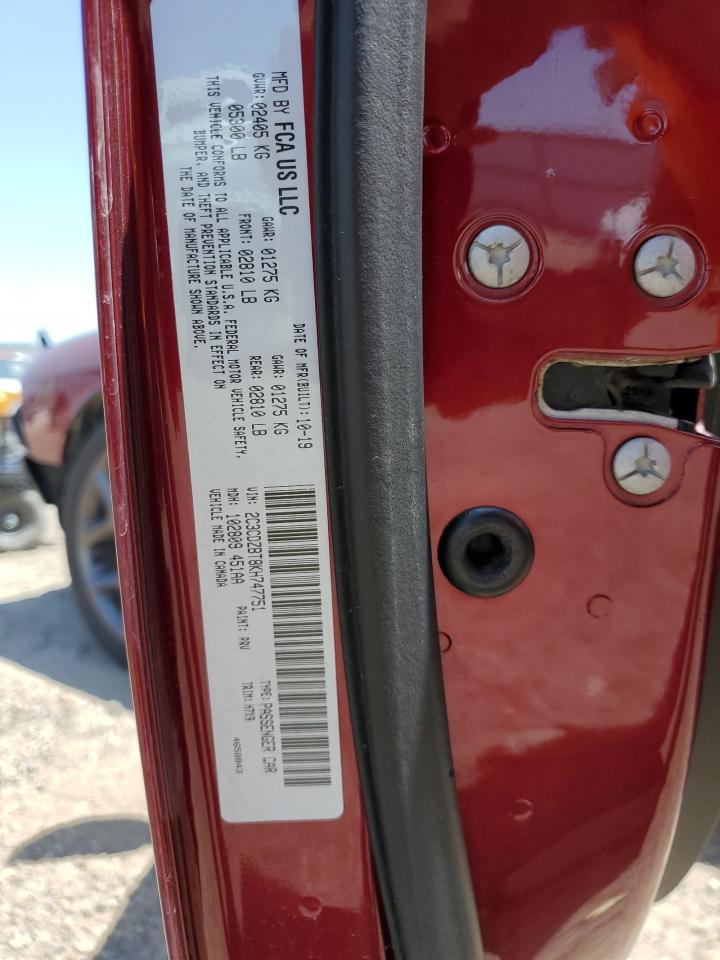 MFD BY FCA US LLC
DATE OF MFR(BUILT): 10-19
GVWR: 02405 KG
GAWR: 01275 KG
GAWR: 01275 KG
05300 LB
FRONT: 02810 LB
REAR: 02810 LB
THIS VEHICLE CONFORMS TO ALL APPLICABLE U.S.A. FEDERAL MOTOR VEHICLE SAFETY,
BUMPER, AND THEFT PREVENTION STANDARDS IN EFFECT ON
THE DATE OF MANUFACTURE SHOWN ABOVE.
VIN: 2C3CDZBT8KH747751
TYPE: PASSENGER CAR
MDH: 102809 451AA
PAINT: PRV
TRIM: H7X9
VEHICLE MADE IN CANADA
4658843